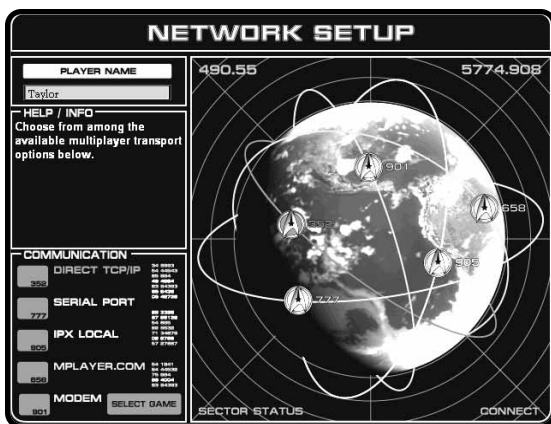 NETWORK SETUP
PLAYER NAME
Taylor
HELP / INFO
Choose from among the
available multiplayer transport
options below.
COMMUNICATION
352 DIRECT TCP/IP
777 SERIAL PORT
905 IPX LOCAL
658 MPLAYER.COM
901 MODEM
SELECT GAME
490.55
5774.908
901
658
352
905
777
SECTOR STATUS
CONNECT